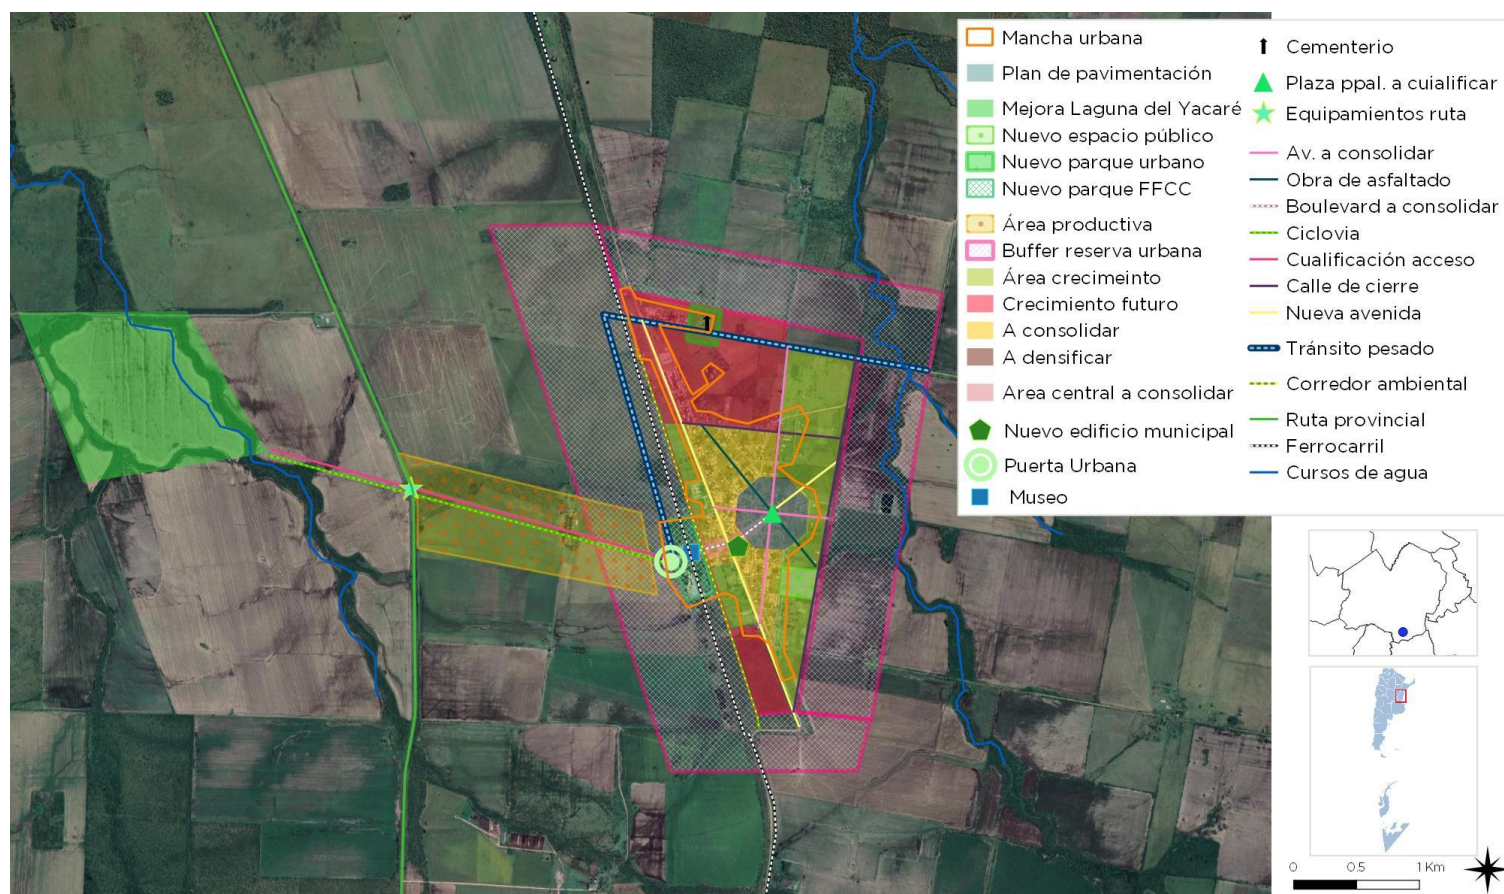 Mancha urbana
Plan de pavimentación
Mejora Laguna del Yacaré
Nuevo espacio público
Nuevo parque urbano
Nuevo parque FFCC
Área productiva
Buffer reserva urbana
Área crecimeinto
Crecimiento futuro
A consolidar
A densificar
Area central a consolidar
Nuevo edificio municipal
Puerta Urbana
Museo
Cementerio
Plaza ppal. a cuialificar
Equipamientos ruta
Av. a consolidar
Obra de asfaltado
Boulevard a consolidar
Ciclovia
Cualificación acceso
Calle de cierre
Nueva avenida
Tránsito pesado
Corredor ambiental
Ruta provincial
Ferrocarril
Cursos de agua
0 0.5 1 Km